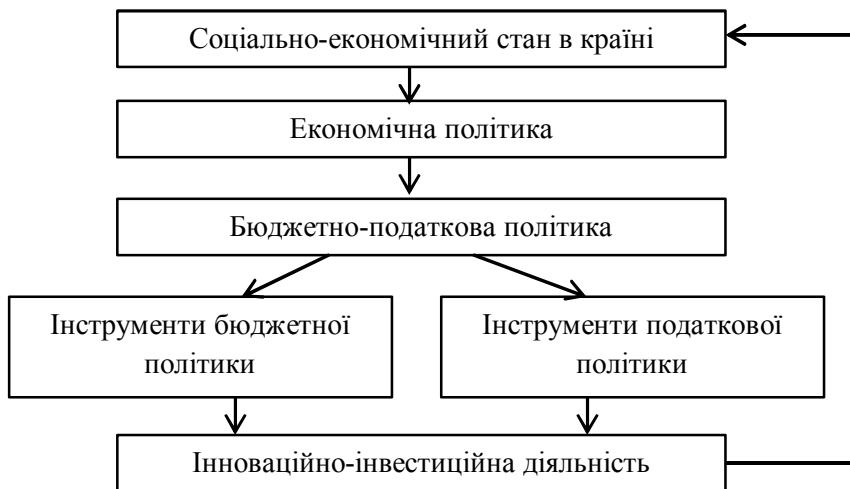 Соціально-економічний стан в країні
Економічна політика
Бюджетно-податкова політика
Інструменти бюджетної
політики
Інструменти податкової
політики
Інноваційно-інвестиційна діяльність